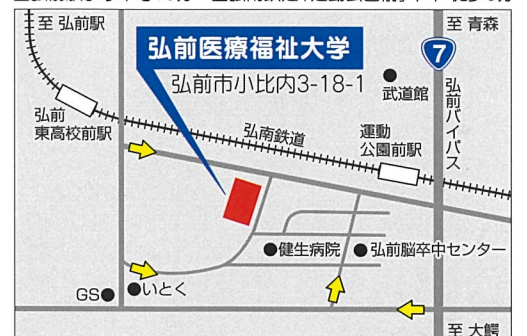 至 弘前駅
至 青森
弘前医療福祉大学
弘前市小比内3-18-1
7
武道館
弘前バイパス
弘前
東高校前駅
弘南鉄道
運動
公園前駅
健生病院
弘前脳卒中センター
GS
いとく
至 大鰐